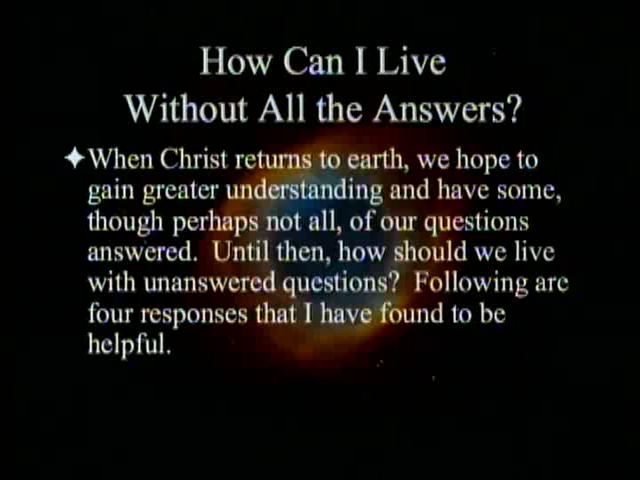 How Can I Live
Without All the Answers?
✦When Christ returns to earth, we hope to
gain greater understanding and have some,
though perhaps not all, of our questions
answered.  Until then, how should we live
with unanswered questions?  Following are
four responses that I have found to be
helpful.